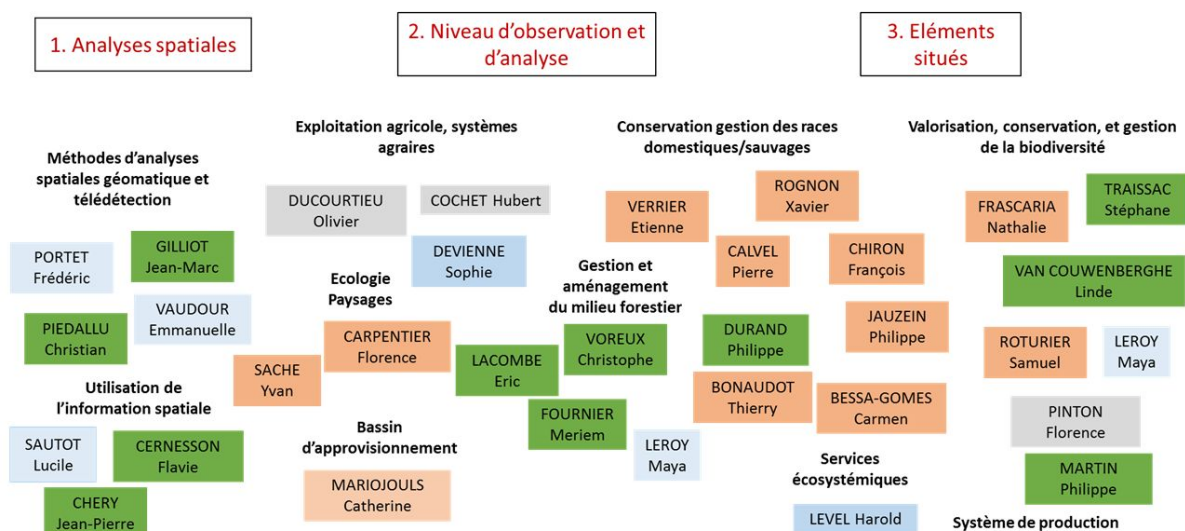 1. Analyses spatiales
2. Niveau d'observation et
d'analyse
3. Eléments
situés
Méthodes d'analyses
spatiales géomatique et
télédétection
PORTET
Frédéric
GILLIOT
Jean-Marc
VAUDOUR
Emmanuelle
PIEDALLU
Christian
Utilisation de
l'information spatiale
SAUTOT
Lucile
CERNESSON
Flavie
CHERY
Jean-Pierre
Exploitation agricole, systèmes
agraires
DUCOURTIEU
Olivier
COCHET Hubert
DEVIENNE
Sophie
Ecologie
Paysages
CARPENTIER
Florence
SACHE
Yvan
LACOMBE
Eric
Bassin
d'approvisionnement
MARIOJOULS
Catherine
Gestion et
aménagement
du milieu forestier
VOREUX
Christophe
FOURNIER
Meriem
LEROY
Maya
Conservation gestion des races
domestiques/sauvages
VERRIER
Etienne
ROGNON
Xavier
CALVEL
Pierre
CHIRON
François
DURAND
Philippe
JAUZEIN
Philippe
BONAUDOT
Thierry
BESSA-GOMES
Carmen
Services
écosystémiques
LEVEL Harold
Valorisation, conservation, et gestion
de la biodiversité
FRASCARIA
Nathalie
TRAISSAC
Stéphane
VAN COUWENBERGHE
Linde
ROTURIER
Samuel
LEROY
Maya
PINTON
Florence
MARTIN
Philippe
Système de production